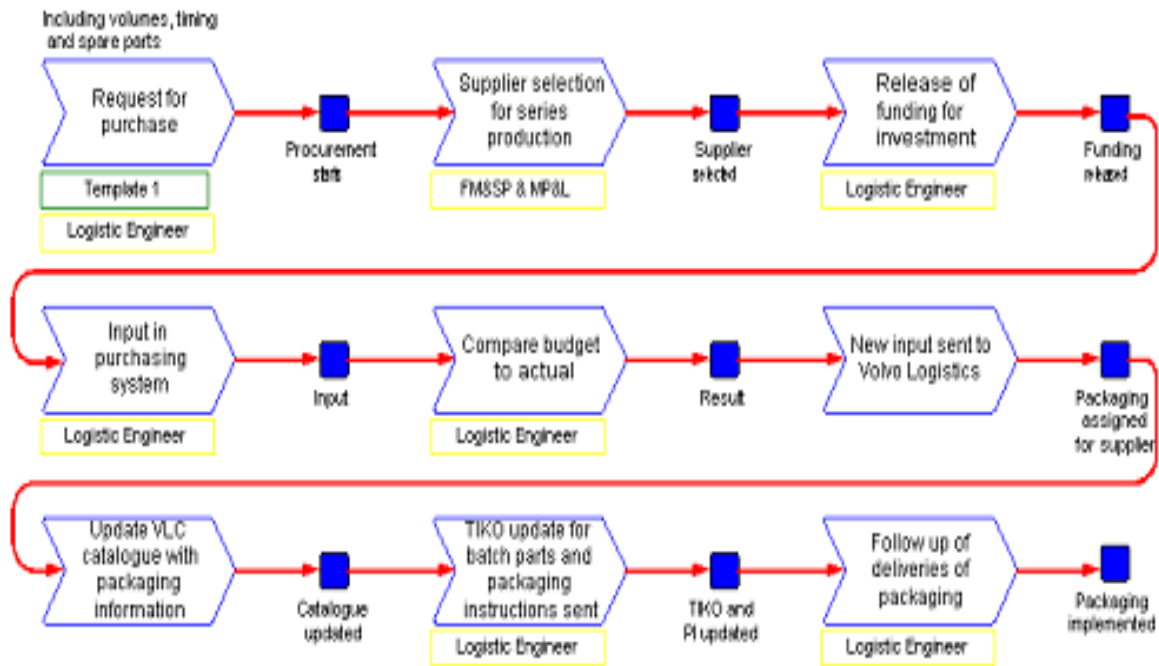 Including volumes, timing
and spare parts
Request for
purchase
Procurement
starts
Template 1
Logistic Engineer
Supplier selection
for series
production
Supplier
selected
FM&SP & MP&L
Release of
funding for
investment
Funding
released
Logistic Engineer
Input in
purchasing
system
Input
Logistic Engineer
Compare budget
to actual
Result
Logistic Engineer
New input sent to
Volvo Logistics
Packaging
assigned
for supplier
Update VLC
catalogue with
packaging
information
Catalogue
updated
TIKO update for
batch parts and
packaging
instructions sent
TIKO and
PI updated
Logistic Engineer
Follow up of
deliveries of
packaging
Packaging
implemented
Logistic Engineer